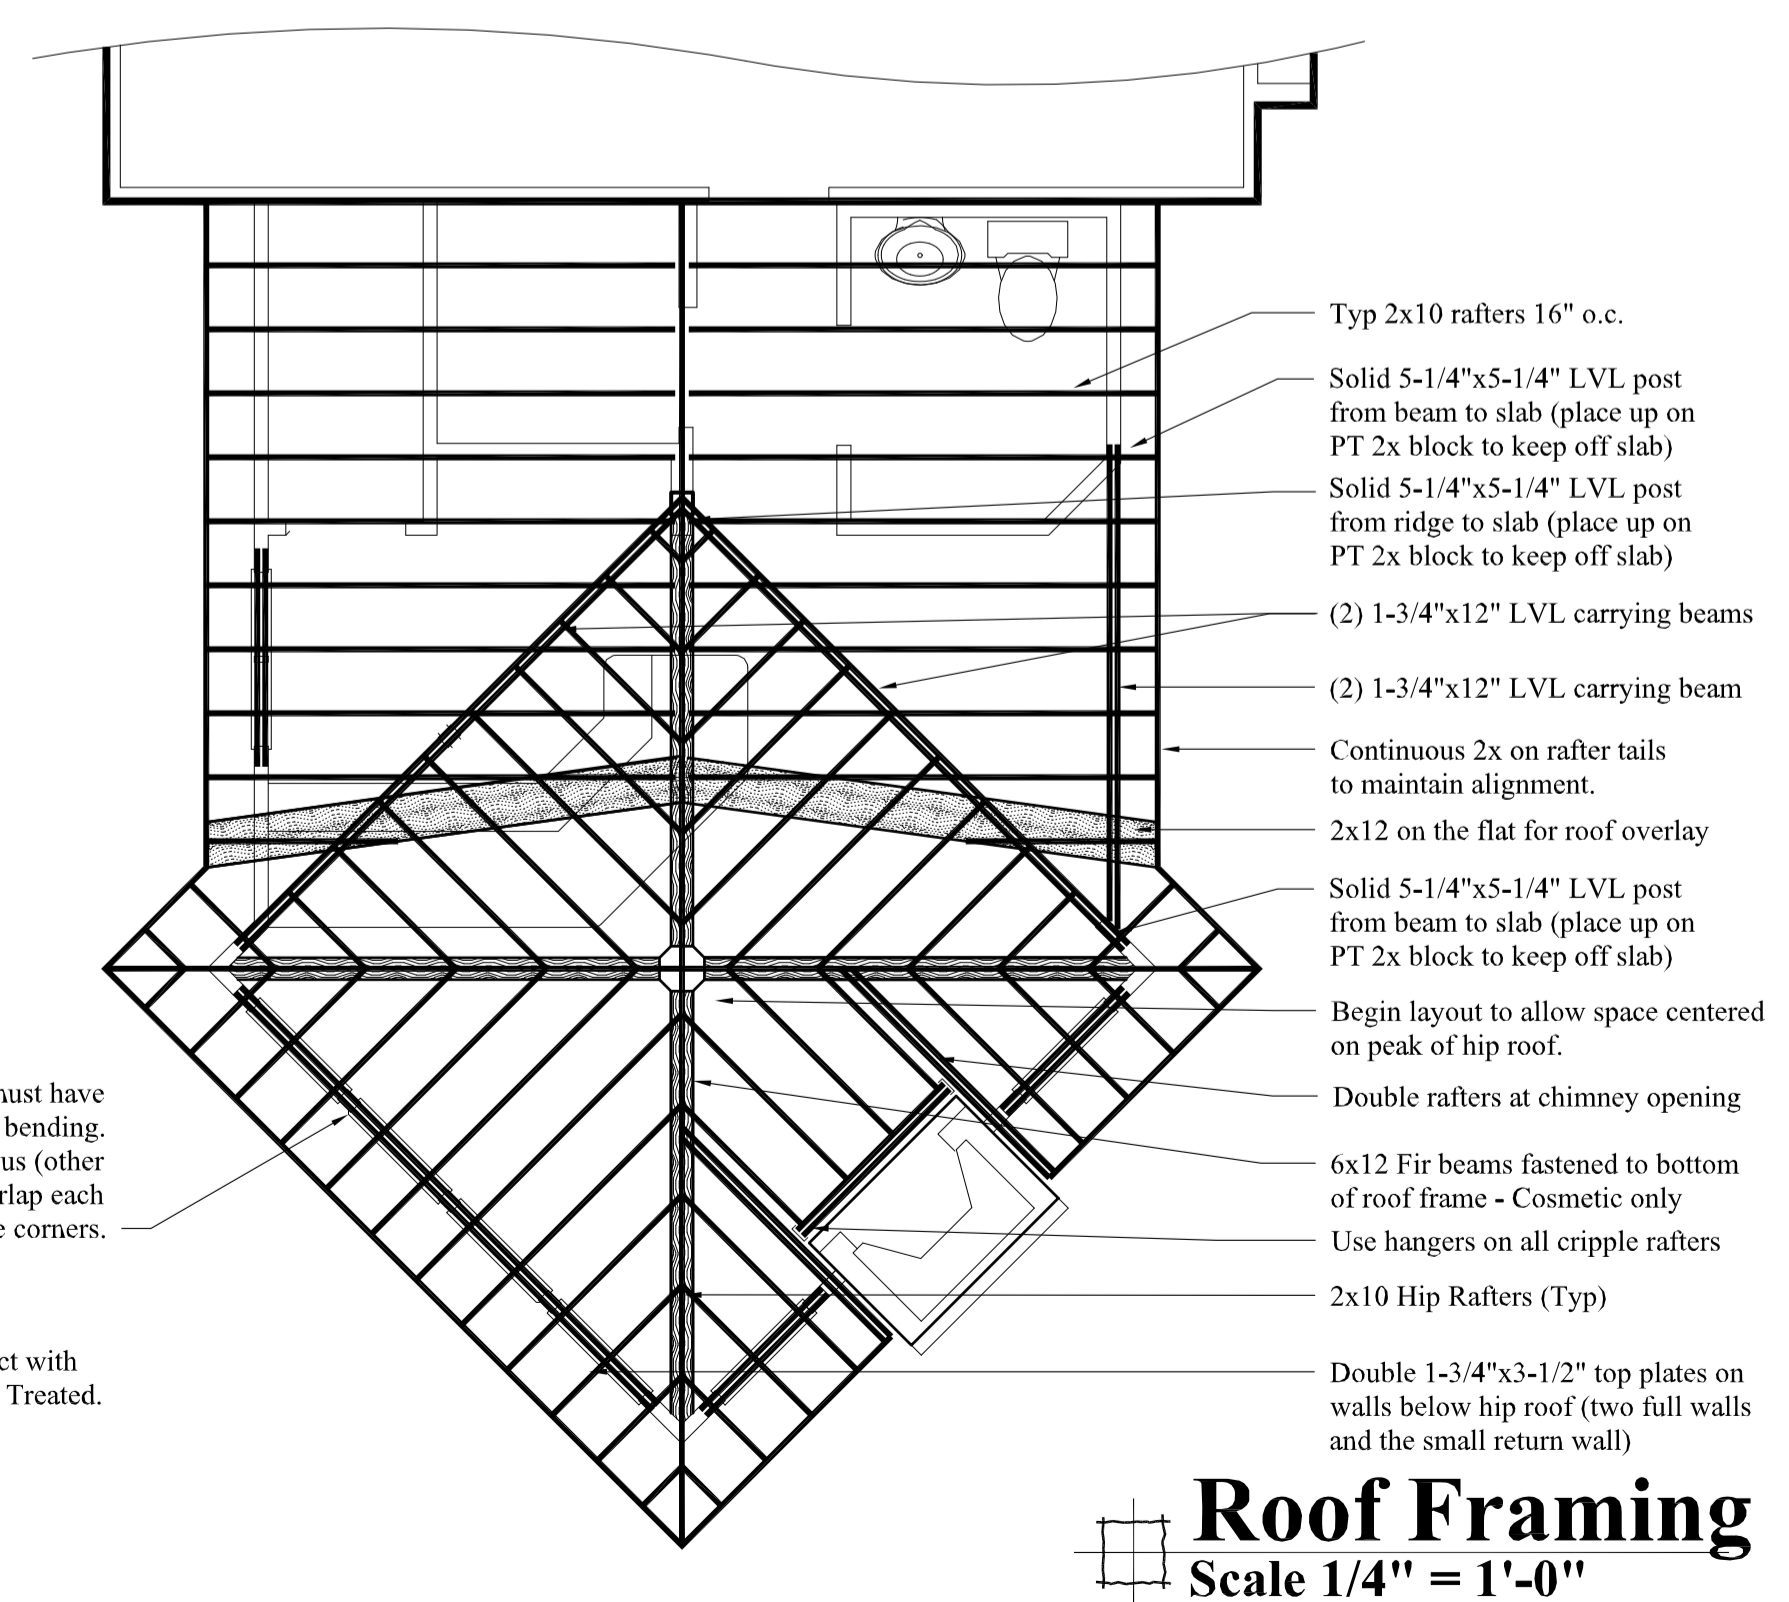 Typ 2x10 rafters 16" o.c.
Solid 5-1/4"x5-1/4" LVL post
from beam to slab (place up on
PT 2x block to keep off slab)
Solid 5-1/4"x5-1/4" LVL post
from ridge to slab (place up on
PT 2x block to keep off slab)
(2) 1-3/4"x12" LVL carrying beams
(2) 1-3/4"x12" LVL carrying beam
Continuous 2x on rafter tails
to maintain alignment.
2x12 on the flat for roof overlay
Solid 5-1/4"x5-1/4" LVL post
from beam to slab (place up on
PT 2x block to keep off slab)
Begin layout to allow space centered
on peak of hip roof.
Double rafters at chimney opening
6x12 Fir beams fastened to bottom
of roof frame - Cosmetic only
Use hangers on all cripple rafters
2x10 Hip Rafters (Typ)
Double 1-3/4"x3-1/2" top plates on
walls below hip roof (two full walls
and the small return wall)
have
bending.
us (other
rlap each
e corners.
ct with
Treated.
Roof Framing
Scale 1/4" = 1'-0"